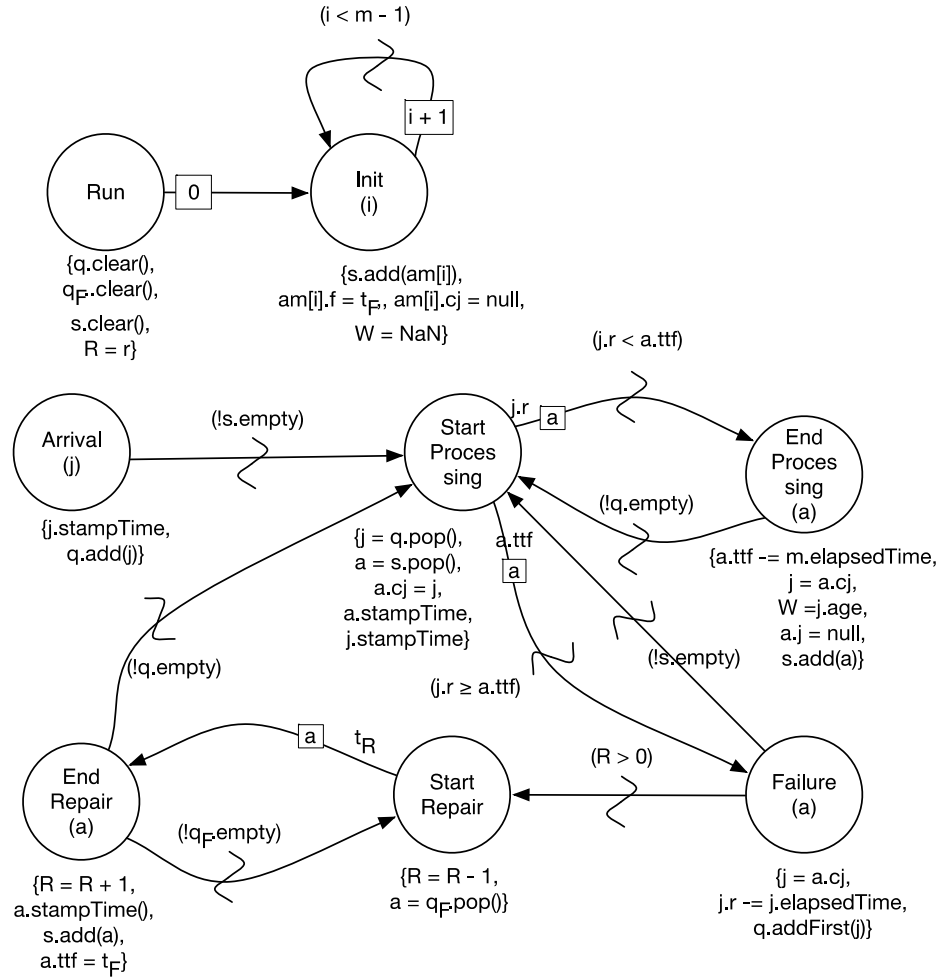 (i < m - 1)
i + 1
Run
0
Init
(i)
{q.clear(),
qF.clear(),
s.clear(),
R = r}
{s.add(am[i]),
am[i].f = tF, am[i].cj = null,
W = NaN}
(j.r < a.ttf)
Arrival
(j)
(!s.empty)
Start
Proces
sing
j.r
a
End
Proces
sing
(a)
(!q.empty)
{j.stampTime,
q.add(j)}
{j = q.pop(),
a = s.pop(),
a.cj = j,
a.stampTime,
j.stampTime}
a.ttf
a
{a.ttf -= m.elapsedTime,
j = a.cj,
W =j.age,
a.j = null,
s.add(a)}
(!q.empty)
(!s.empty)
(j.r ≥ a.ttf)
a
tR
(R > 0)
End
Repair
(a)
Start
Repair
Failure
(a)
(!qF.empty)
{R = R + 1,
a.stampTime(),
s.add(a),
a.ttf = tF}
{R = R - 1,
a = qF.pop()}
{j = a.cj,
j.r -= j.elapsedTime,
q.addFirst(j)}